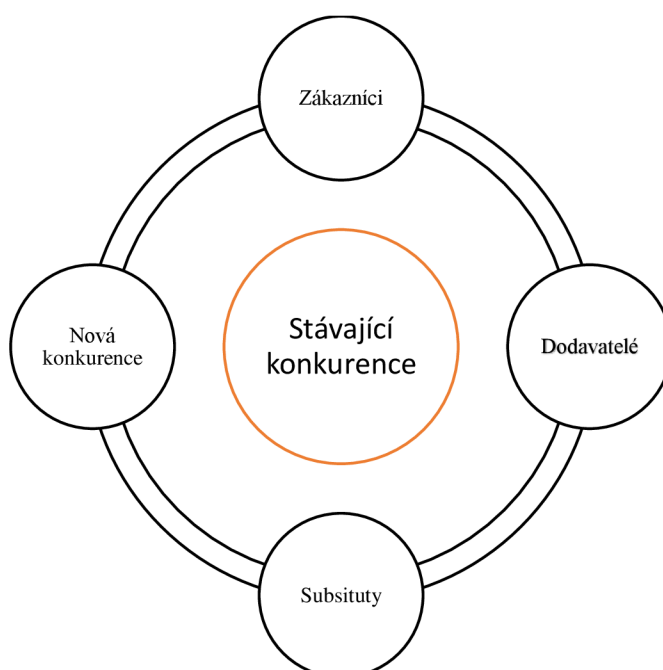 Zákazníci
Nová
konkurence
Stávající
konkurence
Dodavatelé
Subsituty